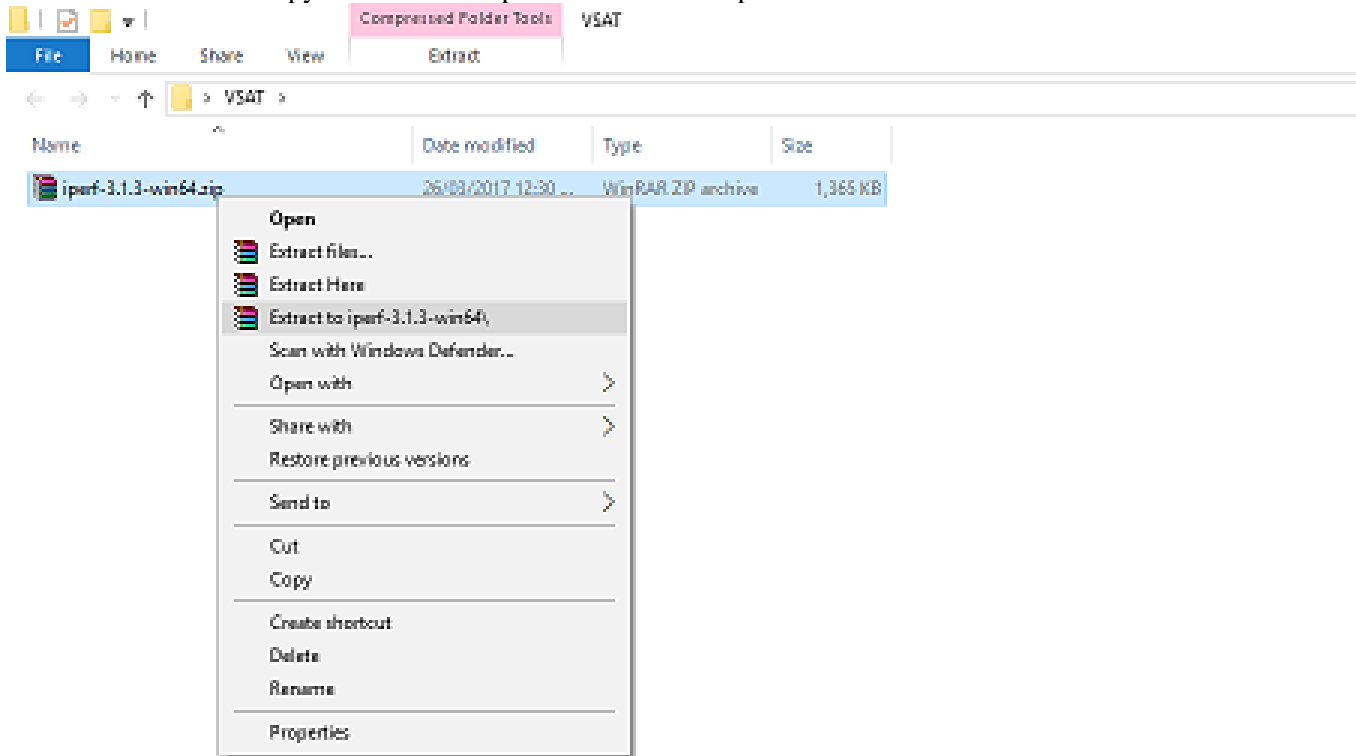 Compressed Folder Tools VSAT
File Home Share View Extract
> VSAT >
Name Date modified Type Size
iperf-3.1.3-win64.zip 26/03/2017 12:30 ... WinRAR ZIP archive 1,365 KB
Open
Extract files...
Extract Here
Extract to iperf-3.1.3-win64\
Scan with Windows Defender...
Open with
Share with
Restore previous versions
Send to
Cut
Copy
Create shortcut
Delete
Rename
Properties